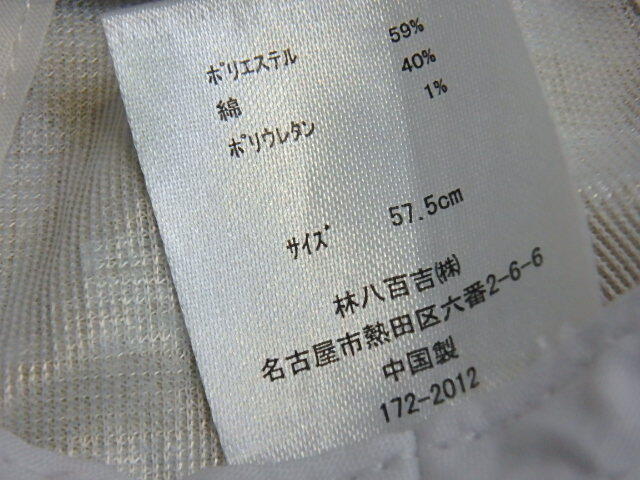 ポリエステル 59%
綿 40%
ポリウレタン 1%
サイズ 57.5cm
林八百吉㈱
名古屋市熱田区六番2-6-6
中国製
172-2012